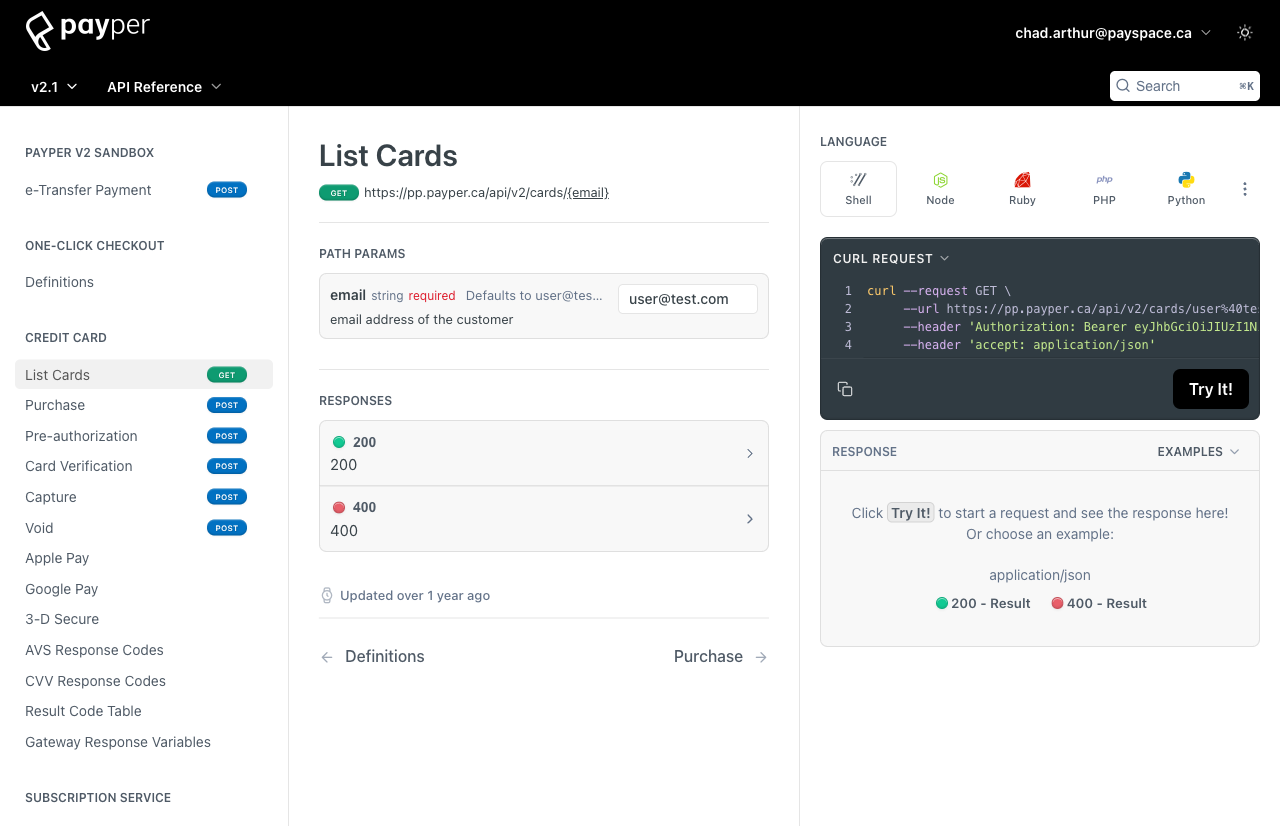 payper
chad.arthur@payspace.ca
v2.1
API Reference
Search
⌘K
PAYPER V2 SANDBOX
e-Transfer Payment POST
ONE-CLICK CHECKOUT
Definitions
CREDIT CARD
List Cards GET
Purchase POST
Pre-authorization POST
Card Verification POST
Capture POST
Void POST
Apple Pay
Google Pay
3-D Secure
AVS Response Codes
CVV Response Codes
Result Code Table
Gateway Response Variables
SUBSCRIPTION SERVICE
List Cards
GET https://pp.payper.ca/api/v2/cards/{email}
PATH PARAMS
email string required Defaults to user@tes…
user@test.com
email address of the customer
RESPONSES
200
200
400
400
Updated over 1 year ago
Definitions
Purchase
LANGUAGE
Shell
Node
Ruby
php
PHP
Python
CURL REQUEST
1 curl --request GET \
2 --url https://pp.payper.ca/api/v2/cards/user%40te
3 --header 'Authorization: Bearer eyJhbGciOiJIUzI1N
4 --header 'accept: application/json'
Try It!
RESPONSE
EXAMPLES
Click Try It! to start a request and see the response here!
Or choose an example:
application/json
200 - Result
400 - Result